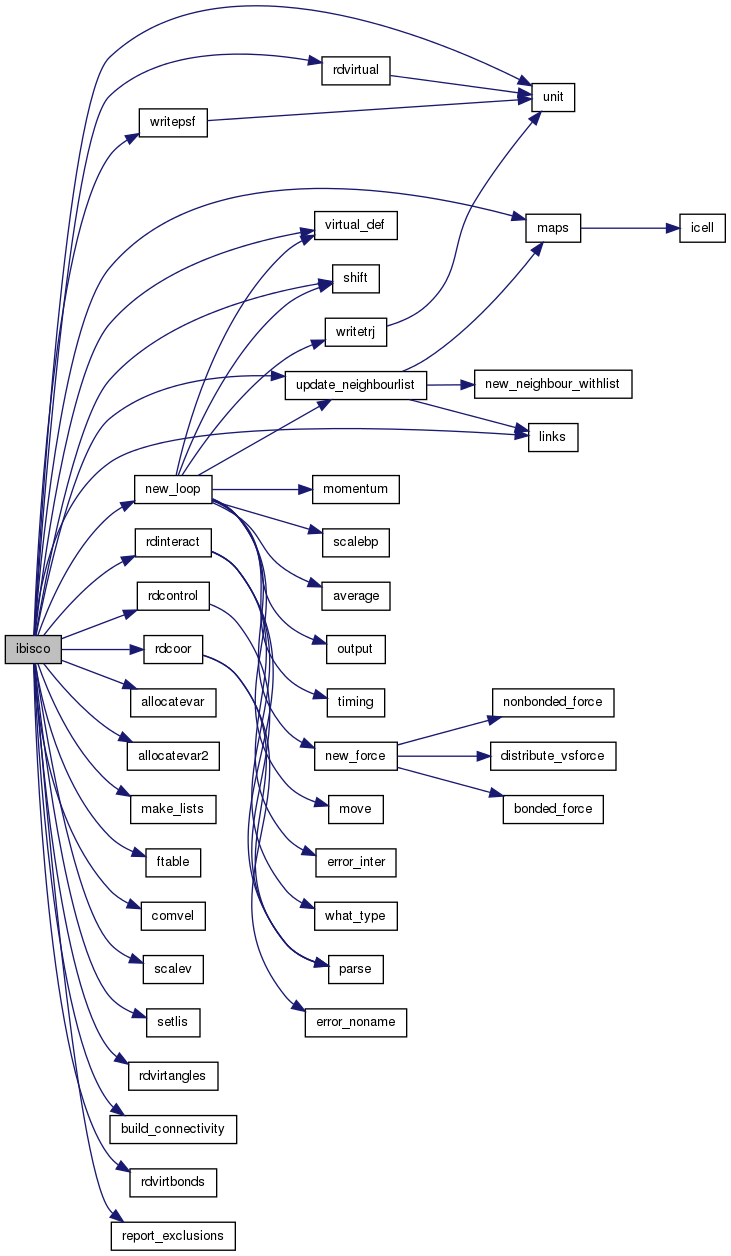 rdvirtual
unit
writepsf
virtual_def
maps
icell
shift
writetrj
update_neighbourlist
new_neighbour_withlist
links
new_loop
momentum
rdinteract
scalebp
rdcontrol
average
ibisco
rdcoor
output
allocatevar
timing
nonbonded_force
allocatevar2
new_force
distribute_vsforce
make_lists
move
bonded_force
ftable
error_inter
comvel
what_type
scalev
parse
setlis
error_noname
rdvirtangles
build_connectivity
rdvirtbonds
report_exclusions